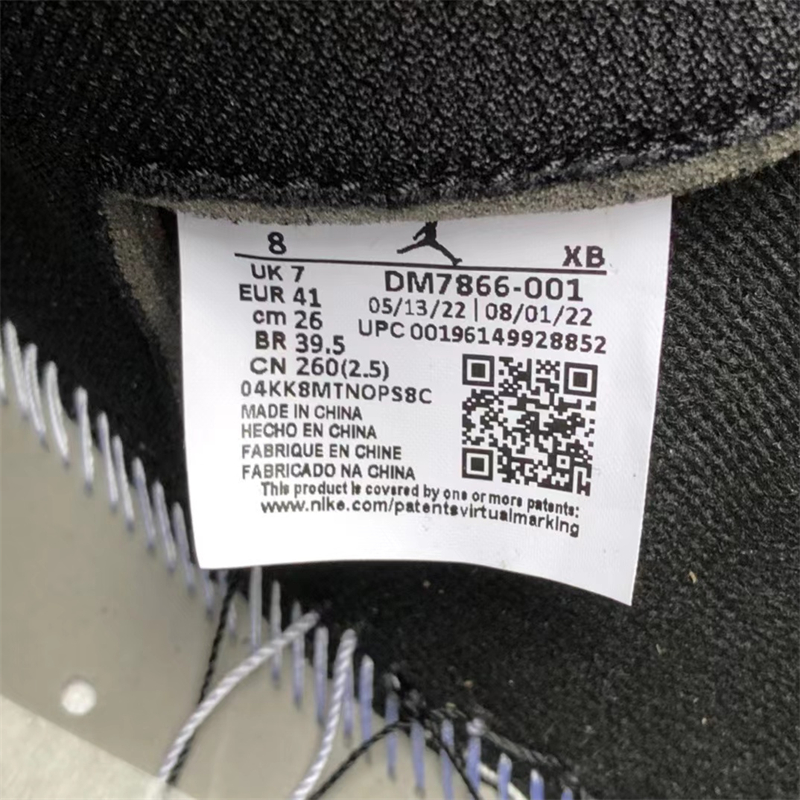 8 XB
UK 7
EUR 41
cm 26
BR 39.5
CN 260(2.5)
DM7866-001
05/13/22 | 08/01/22
UPC 00196149928852
04KK8MTNOPS8C
MADE IN CHINA
HECHO EN CHINA
FABRIQUE EN CHINE
FABRICADO NA CHINA
This product is covered by one or more patents:
www.nike.com/patentsvirtualmarking